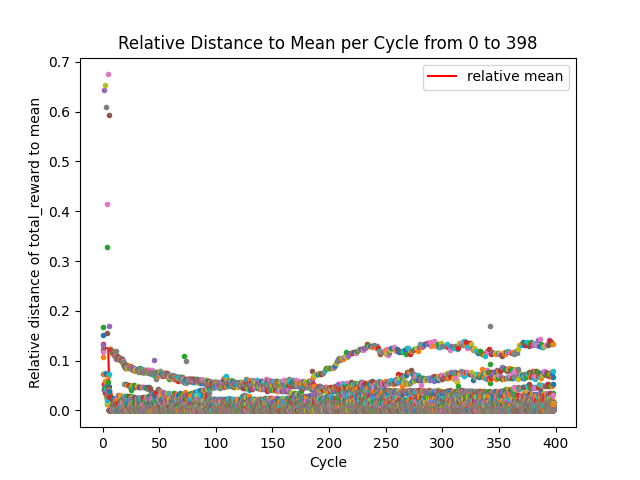 Relative Distance to Mean per Cycle from 0 to 398
relative mean
Relative distance of total_reward to mean
0.7
0.6
0.5
0.4
0.3
0.2
0.1
0.0
0 50 100 150 200 250 300 350 400
Cycle